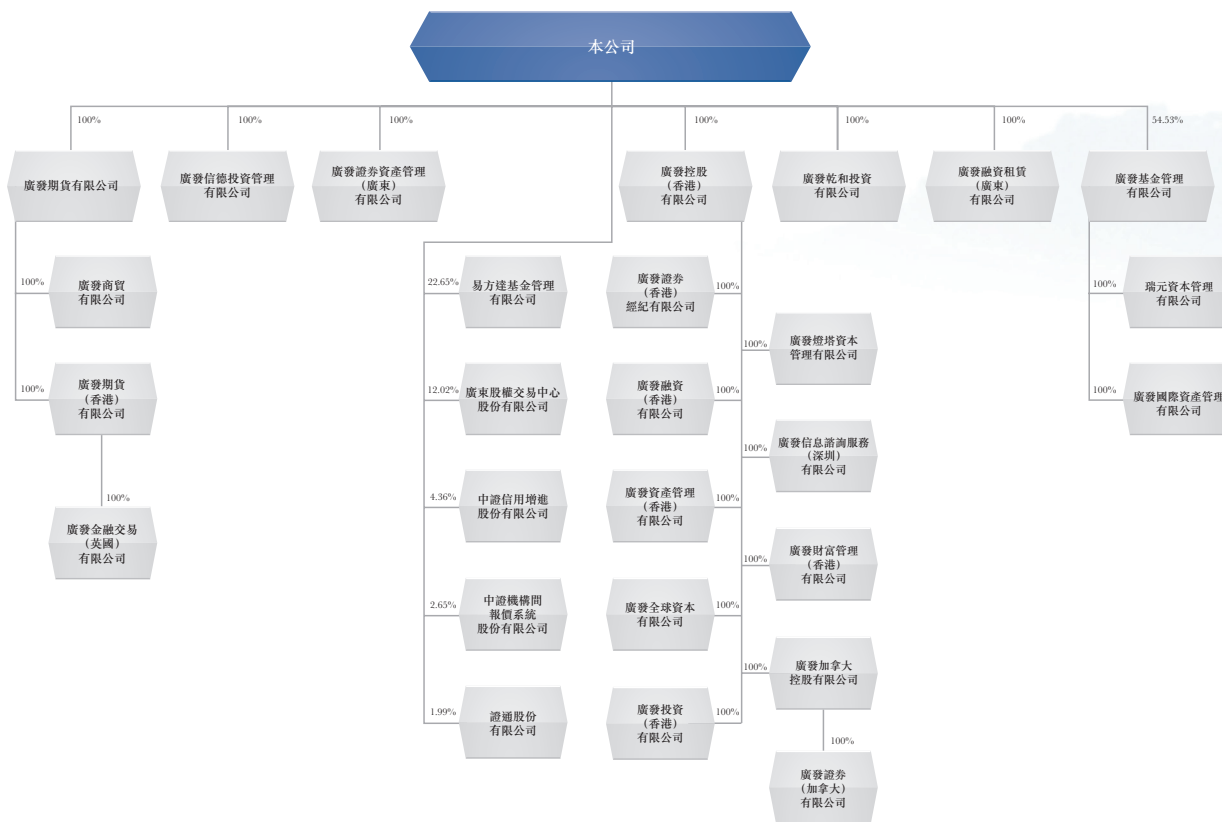 本公司
100%
100%
100%
100%
100%
100%
54.53%
廣發期貨有限公司
廣發信德投資管理
有限公司
廣發證券資產管理
（廣東）
有限公司
廣發控股
（香港）
有限公司
廣發乾和投資
有限公司
廣發融資租賃
（廣東）
有限公司
廣發基金管理
有限公司
100%
廣發商貿
有限公司
100%
廣發期貨
（香港）
有限公司
100%
廣發金融交易
（英國）
有限公司
22.65%
易方達基金管理
有限公司
12.02%
廣東股權交易中心
股份有限公司
4.36%
中證信用增進
股份有限公司
2.65%
中證機構間
報價系統
股份有限公司
1.99%
證通股份
有限公司
廣發證券
（香港）
經紀有限公司
100%
廣發融資
（香港）
有限公司
100%
廣發資產管理
（香港）
有限公司
100%
廣發全球資本
有限公司
100%
廣發投資
（香港）
有限公司
100%
100%
廣發燈塔資本
管理有限公司
100%
廣發信息諮詢服務
（深圳）
有限公司
100%
廣發財富管理
（香港）
有限公司
100%
廣發加拿大
控股有限公司
100%
廣發證券
（加拿大）
有限公司
100%
瑞元資本管理
有限公司
100%
廣發國際資產管理
有限公司